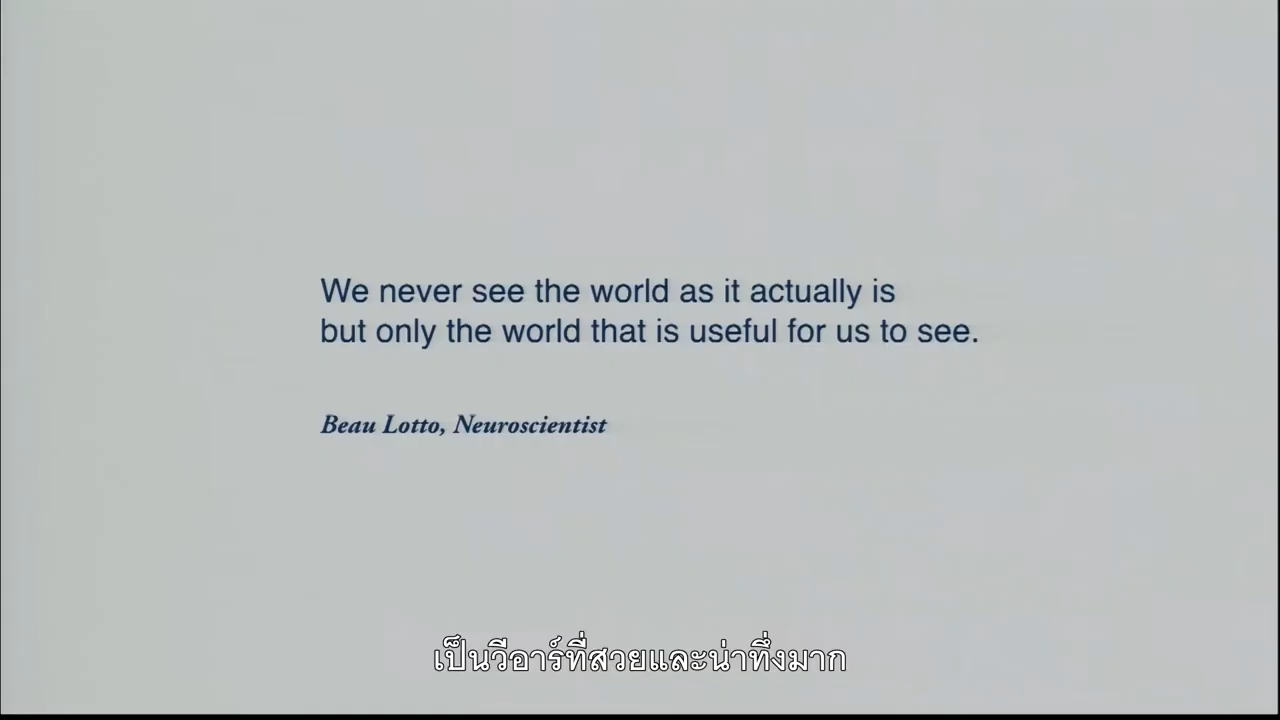 We never see the world as it actually is
but only the world that is useful for us to see.
Beau Lotto, Neuroscientist
เป็นวีอาร์ที่สวยและน่าทึ่งมาก